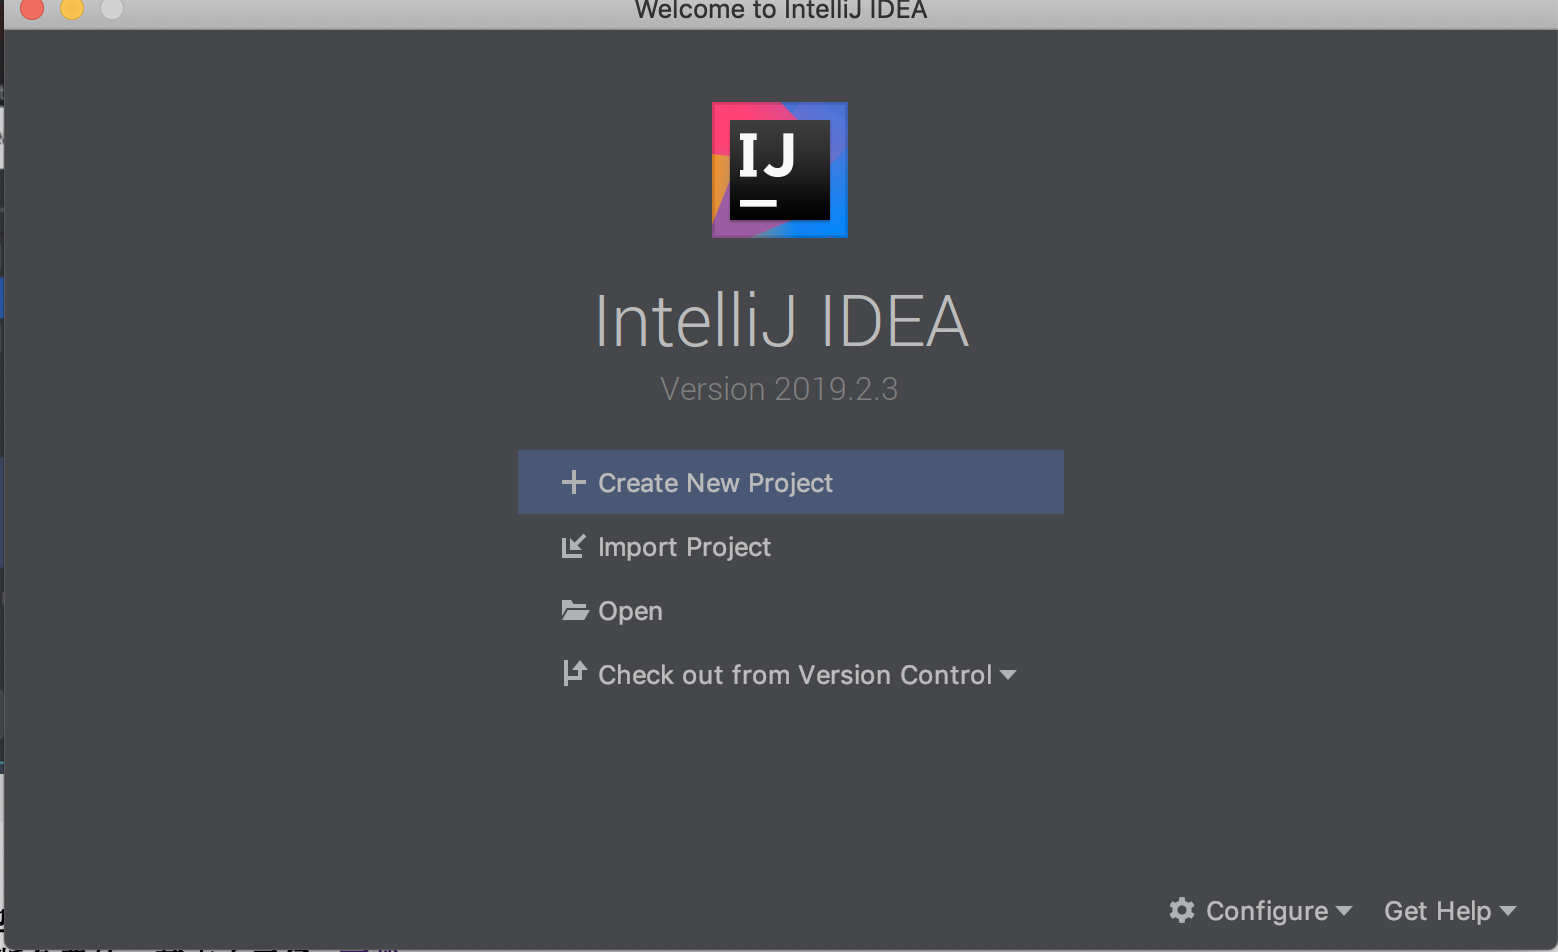 Welcome to IntelliJ IDEA
IJ
IntelliJ IDEA
Version 2019.2.3
Create New Project
Import Project
Open
Check out from Version Control
Configure
Get Help